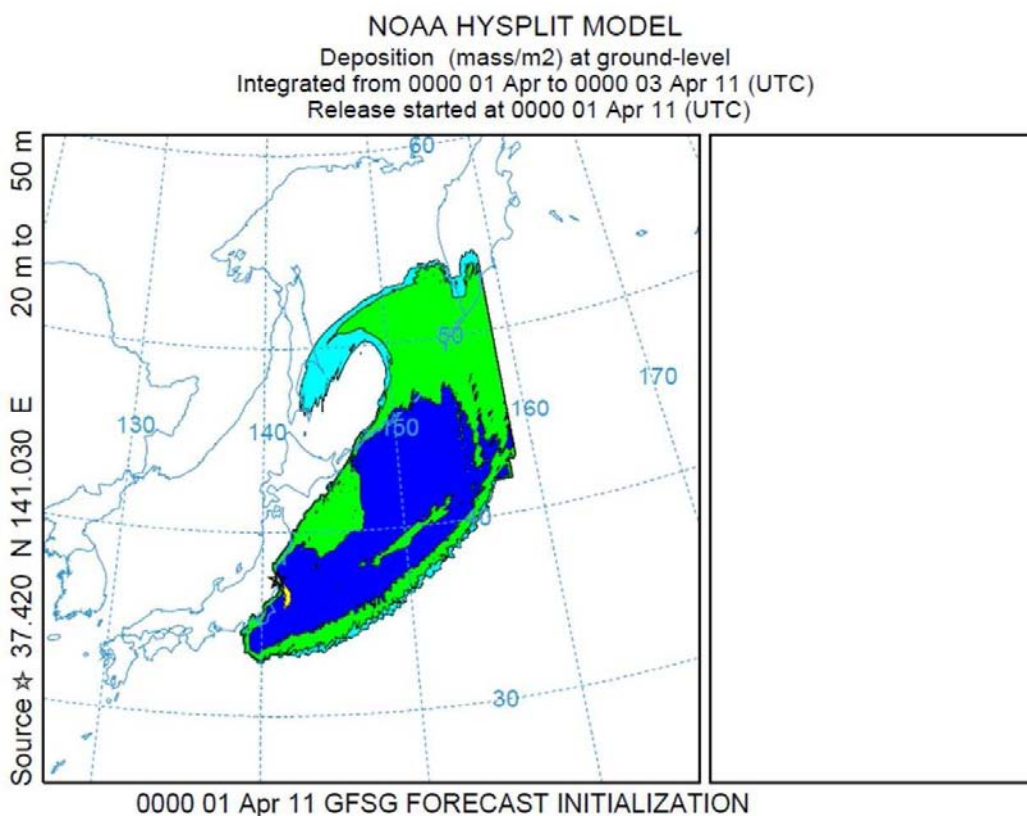 NOAA HYSPLIT MODEL
Deposition (mass/m2) at ground-level
Integrated from 0000 01 Apr to 0000 03 Apr 11 (UTC)
Release started at 0000 01 Apr 11 (UTC)
Source ☆ 37.420 N 141.030 E 20 m to 50 m
60
50
170
160
150
140
130
30
0000 01 Apr 11 GFSG FORECAST INITIALIZATION